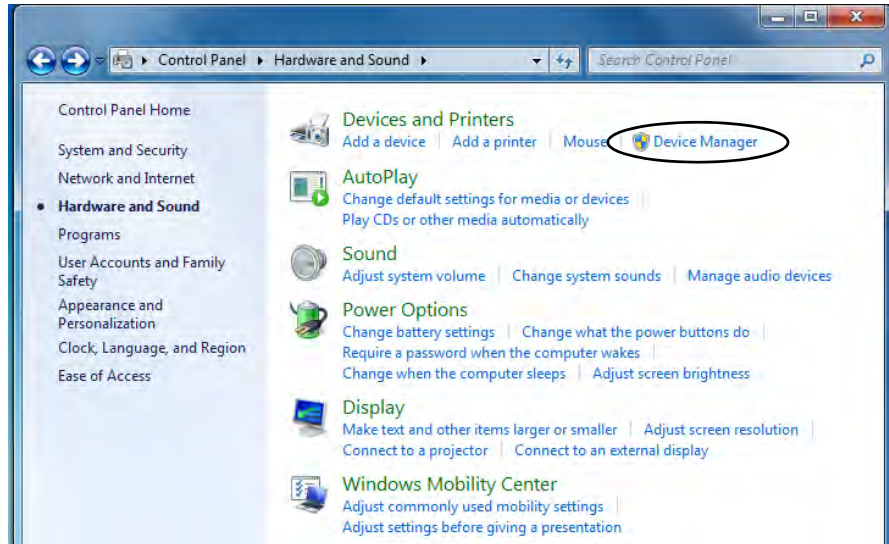 Control Panel Hardware and Sound
Search Control Panel
Control Panel Home
System and Security
Network and Internet
Hardware and Sound
Programs
User Accounts and Family
Safety
Appearance and
Personalization
Clock, Language, and Region
Ease of Access
Devices and Printers
Add a device Add a printer Mouse Device Manager
AutoPlay
Change default settings for media or devices
Play CDs or other media automatically
Sound
Adjust system volume Change system sounds Manage audio devices
Power Options
Change battery settings Change what the power buttons do
Require a password when the computer wakes
Change when the computer sleeps Adjust screen brightness
Display
Make text and other items larger or smaller Adjust screen resolution
Connect to a projector Connect to an external display
Windows Mobility Center
Adjust commonly used mobility settings
Adjust settings before giving a presentation